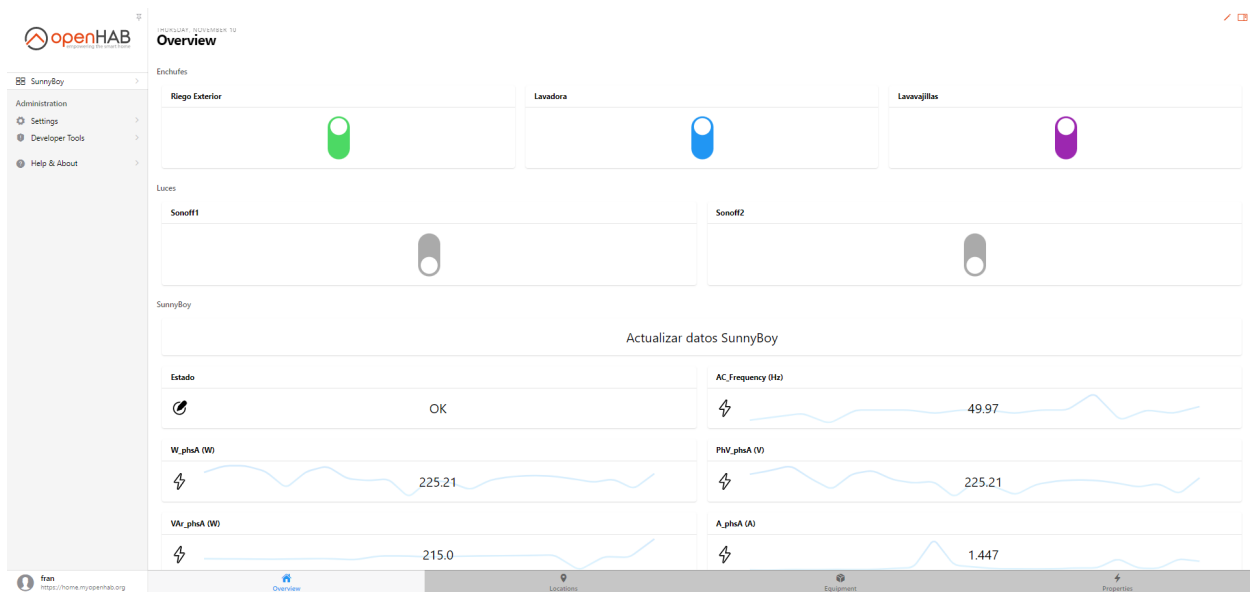 openHAB
empowering the smart home
SunnyBoy
Administration
Settings
Developer Tools
Help & About
fran
https://home.myopenhab.org
THURSDAY, NOVEMBER 10
Overview
Enchufes
Riego Exterior
Lavadora
Lavavajillas
Luces
Sonoff1
Sonoff2
SunnyBoy
Actualizar datos SunnyBoy
Estado
OK
AC_Frequency (Hz)
49.97
W_phsA (W)
225.21
PhV_phsA (V)
225.21
VAr_phsA (W)
215.0
A_phsA (A)
1.447
Overview
Locations
Equipment
Properties